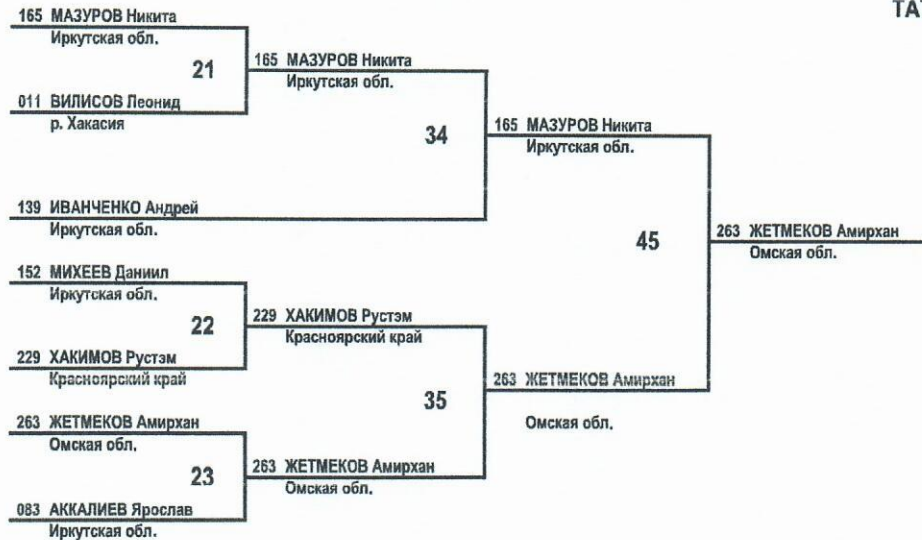 ТАТ
165 МАЗУРОВ Никита
Иркутская обл.
21
011 ВИЛИСОВ Леонид
р. Хакасия
165 МАЗУРОВ Никита
Иркутская обл.
34
139 ИВАНЧЕНКО Андрей
Иркутская обл.
165 МАЗУРОВ Никита
Иркутская обл.
45
263 ЖЕТМЕКОВ Амирхан
Омская обл.
152 МИХЕЕВ Даниил
Иркутская обл.
22
229 ХАКИМОВ Рустэм
Красноярский край
229 ХАКИМОВ Рустэм
Красноярский край
35
263 ЖЕТМЕКОВ Амирхан
Омская обл.
263 ЖЕТМЕКОВ Амирхан
Омская обл.
23
263 ЖЕТМЕКОВ Амирхан
Омская обл.
083 АККАЛИЕВ Ярослав
Иркутская обл.